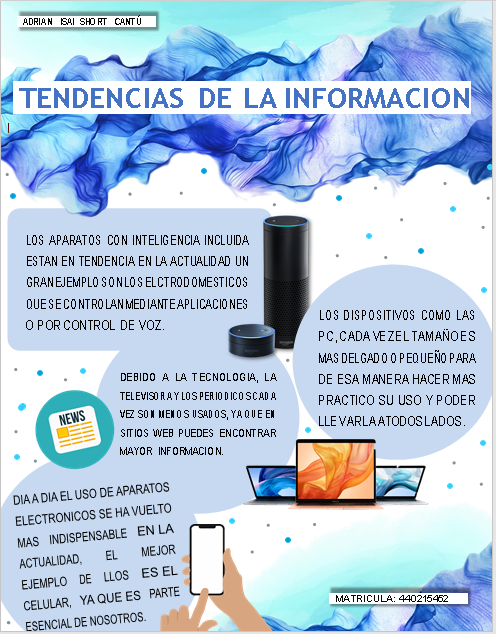 ADRIAN ISAI SHORT CANTÚ
TENDENCIAS DE LA INFORMACION
LOS APARATOS CON INTELIGENCIA INCLUIDA
ESTAN EN TENDENCIA EN LA ACTUALIDAD UN
GRAN EJEMPLO SON LOS ELCTRODOMESTICOS
QUE SE CONTROLAN MEDIANTE APLICACIONES
O POR CONTROL DE VOZ.
LOS DISPOSITIVOS COMO LAS
PC, CADA VEZ EL TAMAÑO ES
MAS DELGADO O PEQUEÑO PARA
DE ESA MANERA HACER MAS
PRACTICO SU USO Y PODER
LLEVARLA A TODOS LADOS.
DEBIDO A LA TECNOLOGIA, LA
TELEVISOR A Y LOS PERIODICOS CADA
VEZ SON MENOS USADOS, YA QUE EN
SITIOS WEB PUEDES ENCONTRAR
MAYOR INFORMACION.
NEWS
DIA A DIA EL USO DE APARATOS
ELECTRONICOS SE HA VUELTO
MAS INDISPENSABLE EN LA
ACTUALIDAD, EL MEJOR
EJEMPLO DE LLOS ES EL
CELULAR, YA QUE ES PARTE
ESENCIAL DE NOSOTROS.
MATRICULA: 440215452